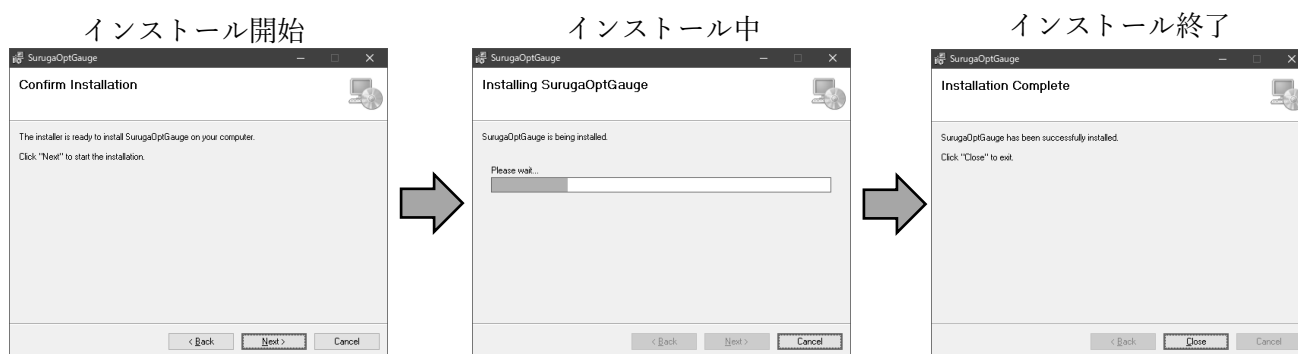 インストール開始
SurugaOptGauge
Confirm Installation
The installer is ready to install SurugaOptGauge on your computer.
Click "Next" to start the installation.
< Back
Next >
Cancel
インストール中
SurugaOptGauge
Installing SurugaOptGauge
SurugaOptGauge is being installed.
Please wait...
< Back
Next >
Cancel
インストール終了
SurugaOptGauge
Installation Complete
SurugaOptGauge has been successfully installed.
Click "Close" to exit.
< Back
Close
Cancel